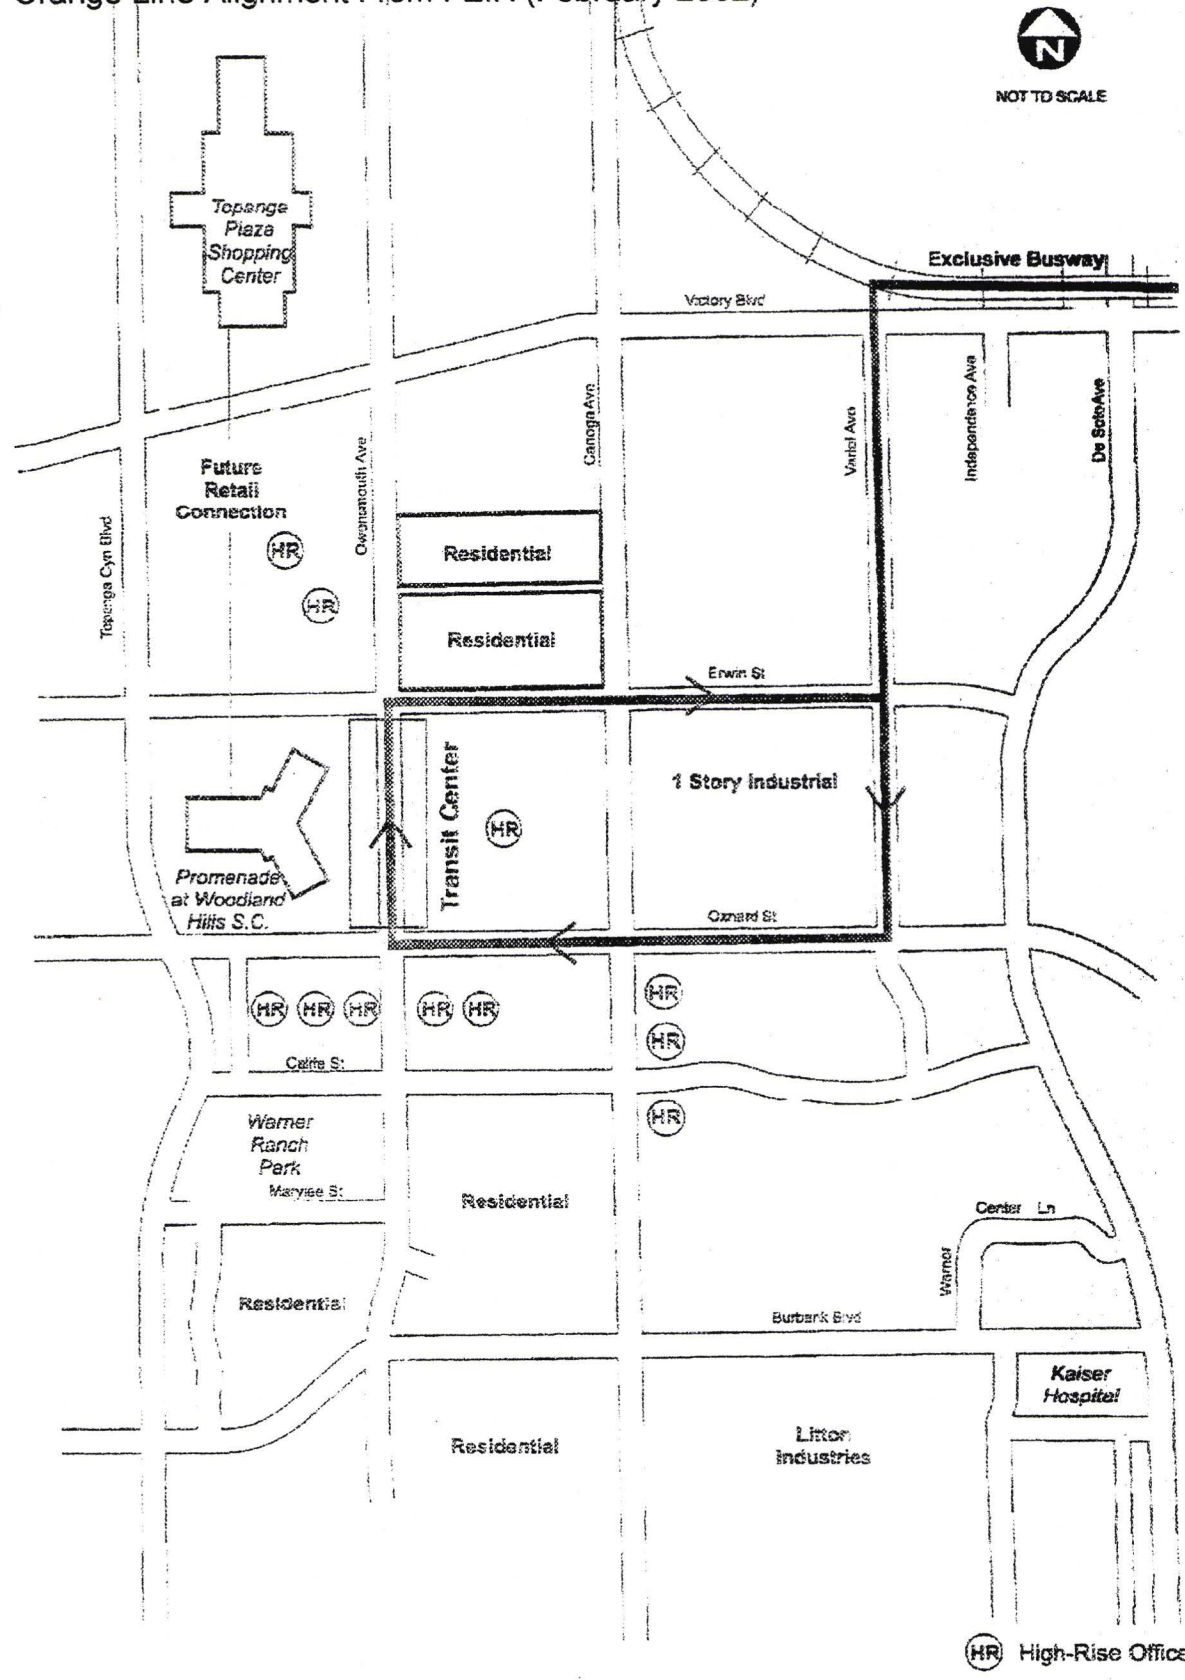 Orange Line Alignment From FEIR (February 2002)
N
NOT TO SCALE
Topanga
Plaza
Shopping
Center
Exclusive Busway
Victory Blvd
Canoga Ave
Owensmouth Ave
Variel Ave
Independence Ave
De Soto Ave
Topanga Cyn Blvd
Future
Retail
Connection
HR
HR
Residential
Residential
Erwin St
Transit Center
HR
1 Story Industrial
Promenade
at Woodland
Hills S.C.
Oxnard St
HR HR HR HR HR
HR
HR
HR
Califa St
Warner
Ranch
Park
Marylee St
Residential
Center Ln
Warner
Residential
Burbank Blvd
Kaiser
Hospital
Residential
Litton
Industries
HR High-Rise Office